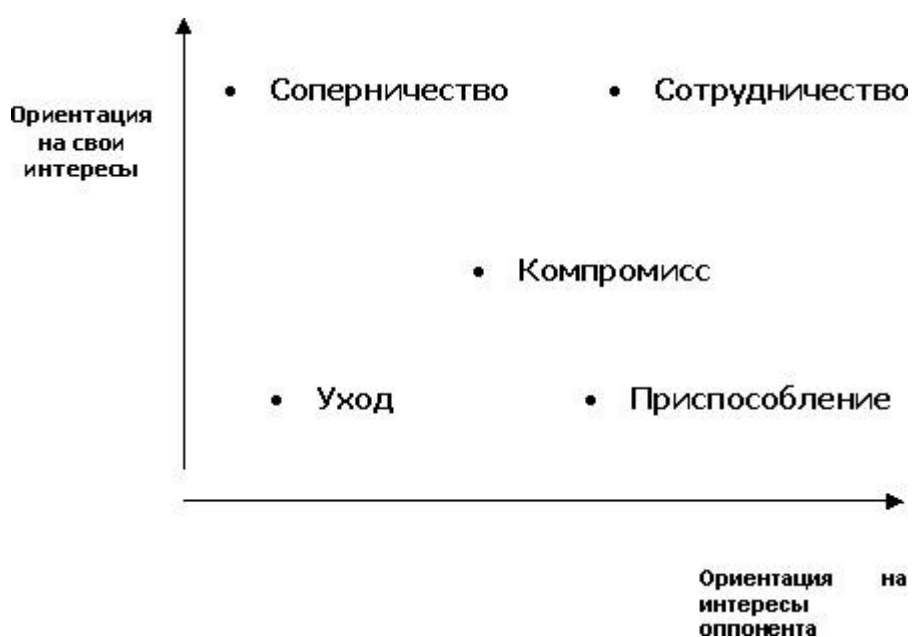 Соперничество
Сотрудничество
Ориентация
на свои
интересы
Компромисс
Уход
Приспособление
Ориентация на
интересы
оппонента